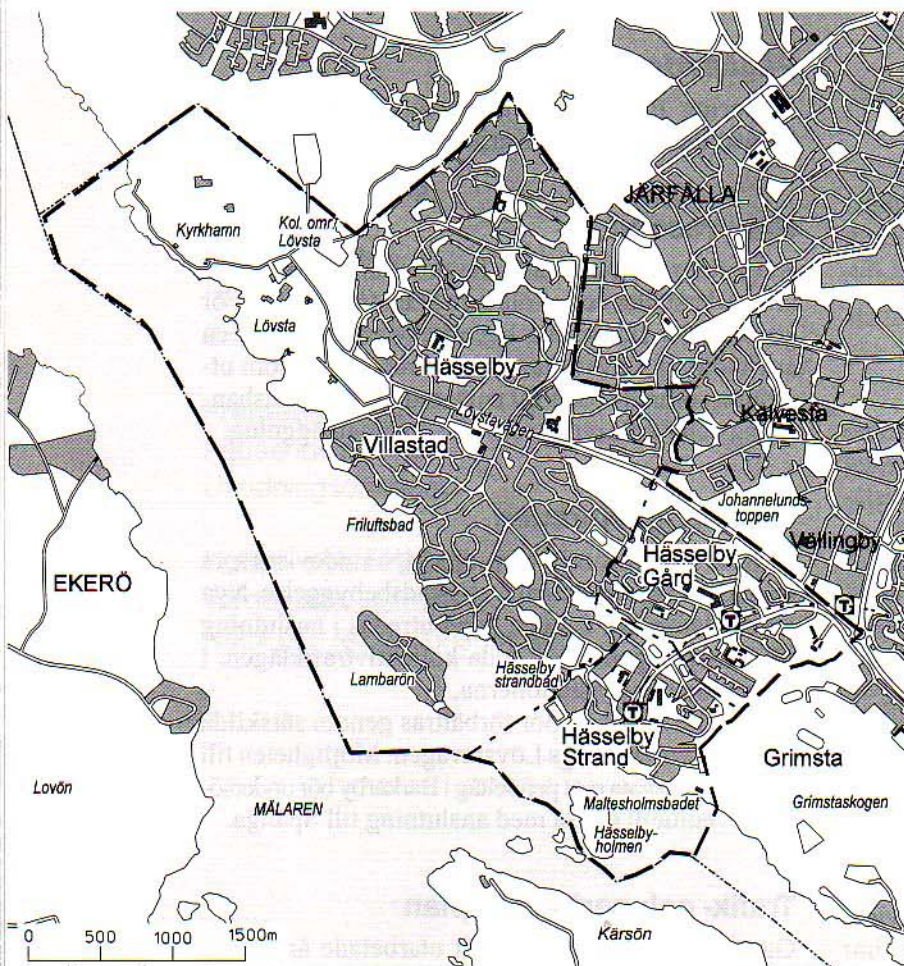 JÄRFÄLLA
Kyrkhamn
Kol. omr.
Lövsta
Lövsta
Hässelby
Lövstavägen
Kälvesta
Villastad
Johannelunds-
toppen
Friluftsbad
Vällingby
Hässelby
Gård
EKERÖ
T
T
Lambarön
Hässelby
strandbad
T
Hässelby
Strand
Grimsta
Lovön
MÄLAREN
Maltesholmsbadet
Grimstaskogen
Hässelby-
holmen
Kärsön
0 500 1000 1500m